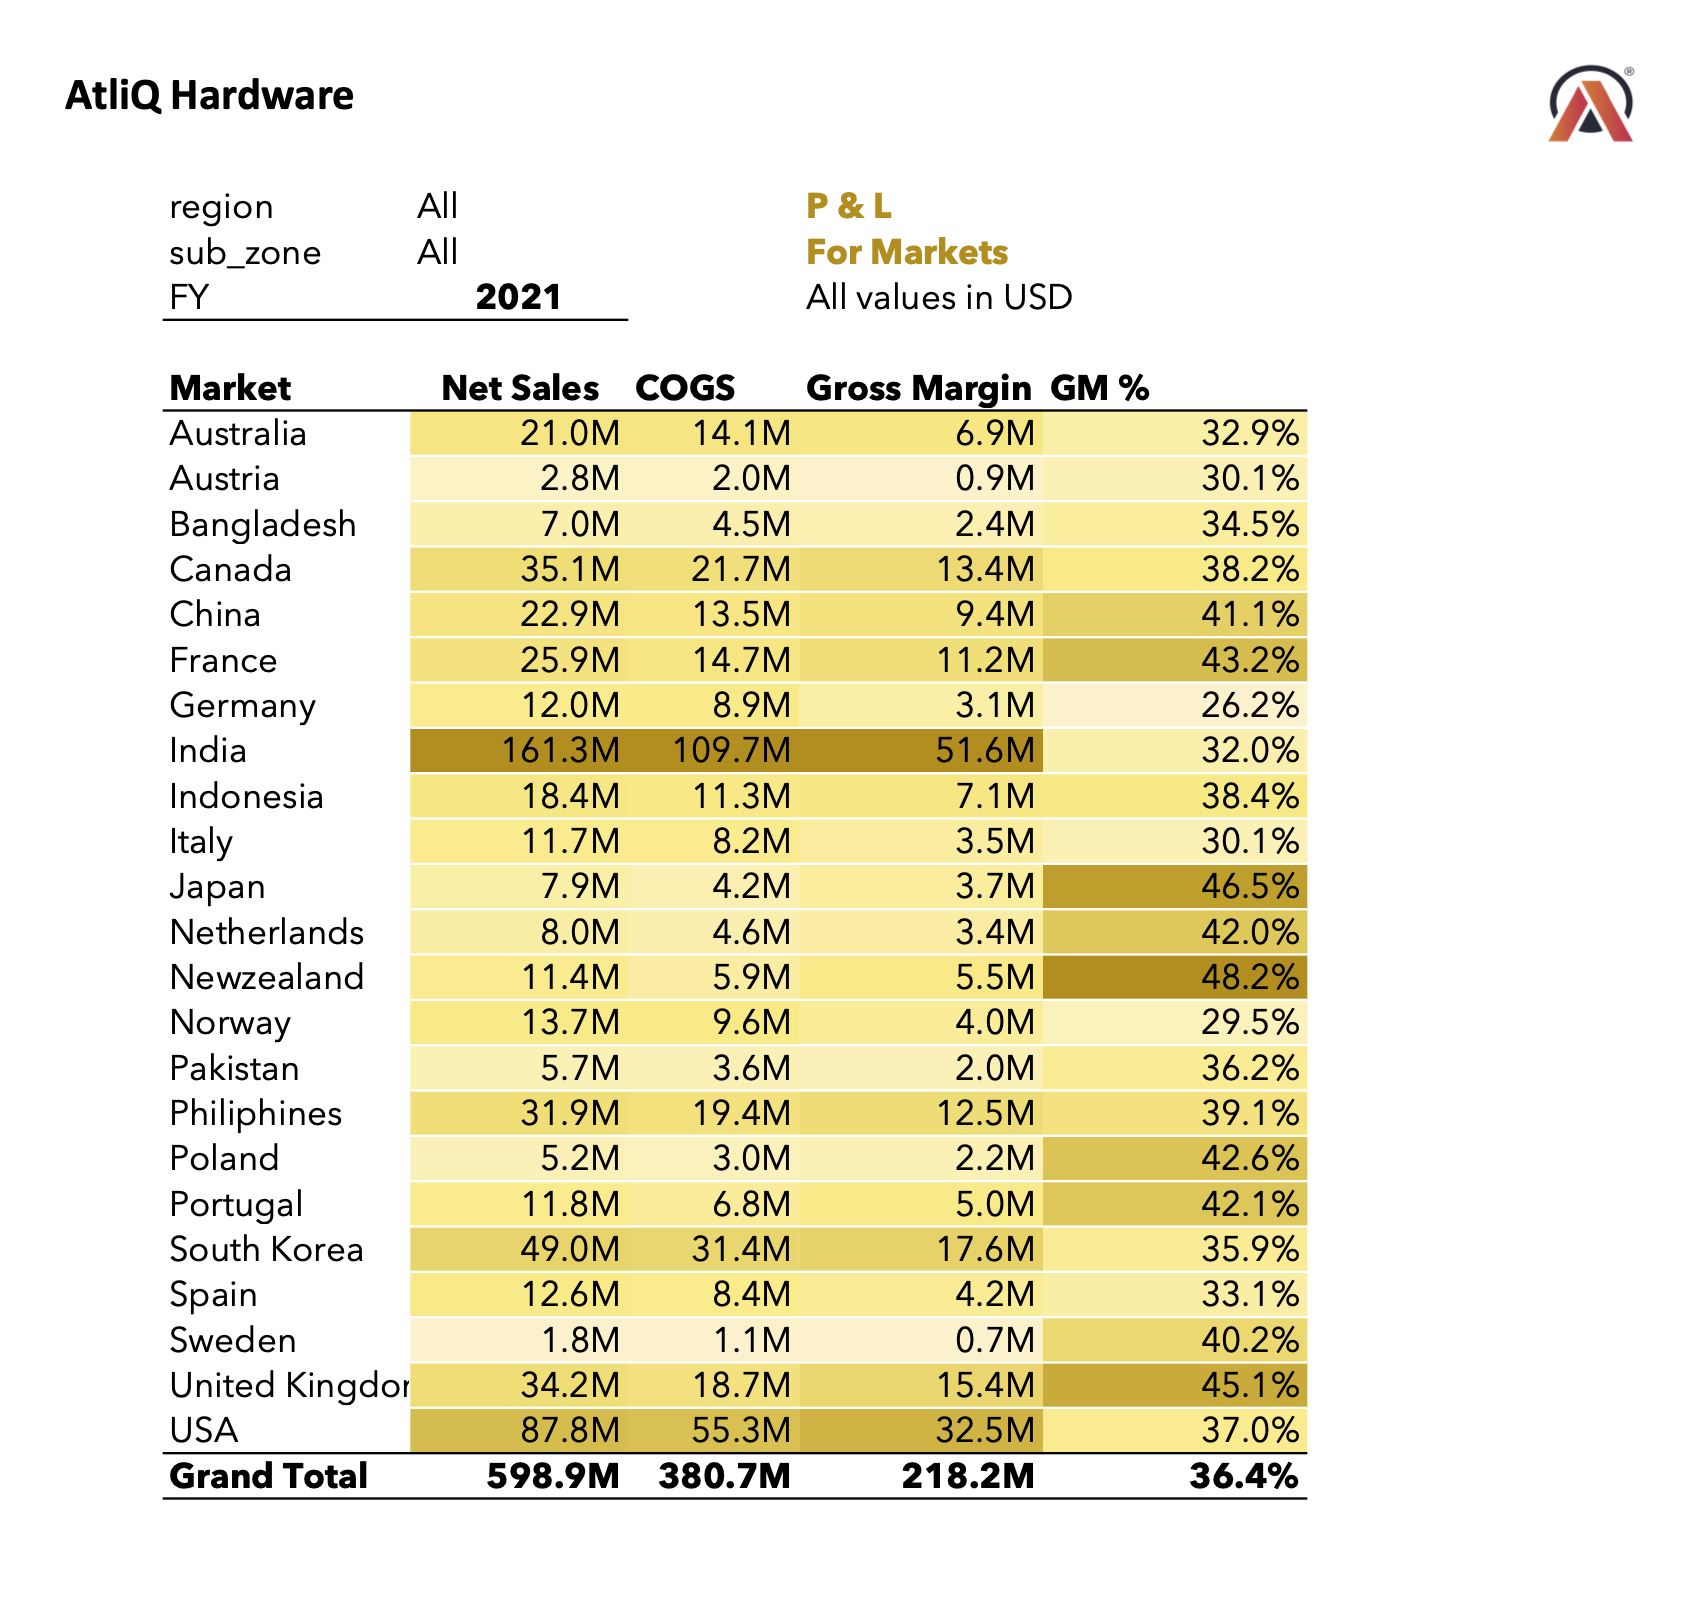 AtliQ Hardware
®
region All P & L
sub_zone All For Markets
FY 2021 All values in USD
Market Net Sales COGS Gross Margin GM %
Australia 21.0M 14.1M 6.9M 32.9%
Austria 2.8M 2.0M 0.9M 30.1%
Bangladesh 7.0M 4.5M 2.4M 34.5%
Canada 35.1M 21.7M 13.4M 38.2%
China 22.9M 13.5M 9.4M 41.1%
France 25.9M 14.7M 11.2M 43.2%
Germany 12.0M 8.9M 3.1M 26.2%
India 161.3M 109.7M 51.6M 32.0%
Indonesia 18.4M 11.3M 7.1M 38.4%
Italy 11.7M 8.2M 3.5M 30.1%
Japan 7.9M 4.2M 3.7M 46.5%
Netherlands 8.0M 4.6M 3.4M 42.0%
Newzealand 11.4M 5.9M 5.5M 48.2%
Norway 13.7M 9.6M 4.0M 29.5%
Pakistan 5.7M 3.6M 2.0M 36.2%
Philiphines 31.9M 19.4M 12.5M 39.1%
Poland 5.2M 3.0M 2.2M 42.6%
Portugal 11.8M 6.8M 5.0M 42.1%
South Korea 49.0M 31.4M 17.6M 35.9%
Spain 12.6M 8.4M 4.2M 33.1%
Sweden 1.8M 1.1M 0.7M 40.2%
United Kingdor 34.2M 18.7M 15.4M 45.1%
USA 87.8M 55.3M 32.5M 37.0%
Grand Total 598.9M 380.7M 218.2M 36.4%